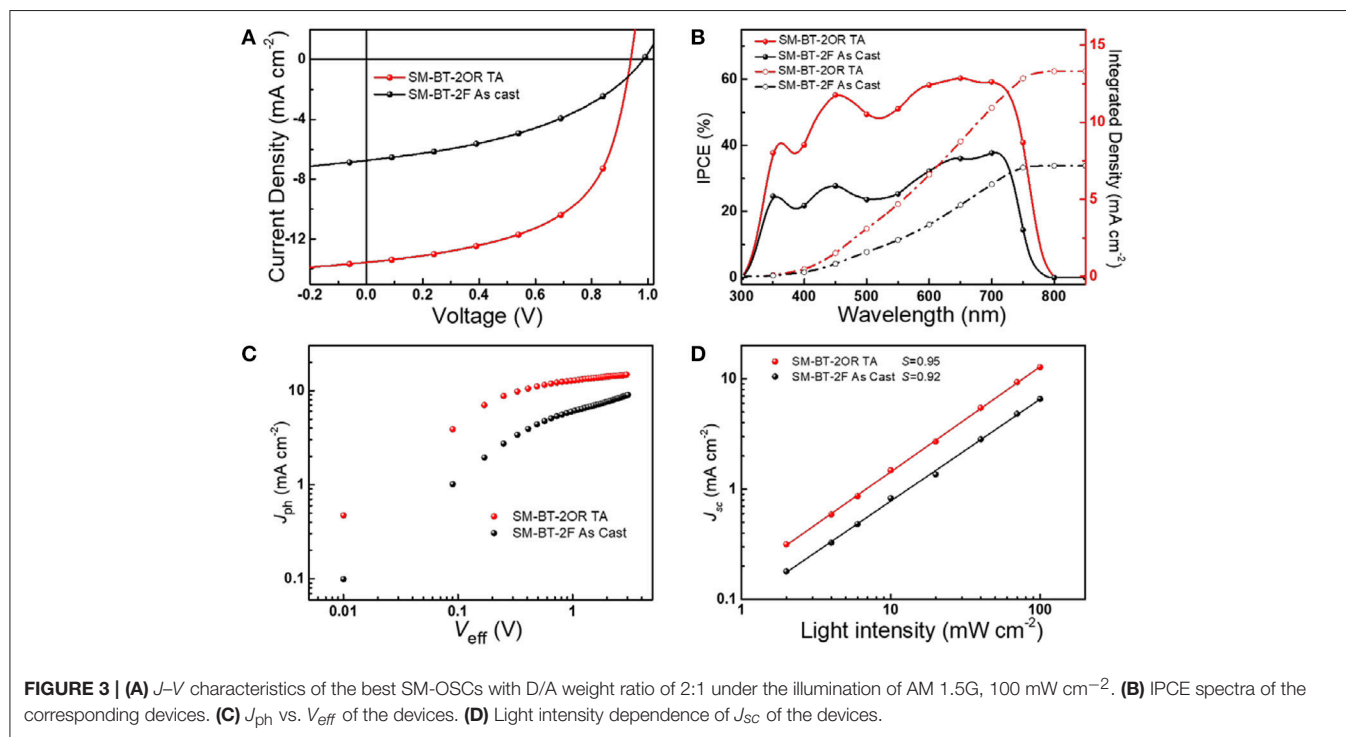 A
0
-4
-8
-12
Current Density (mA cm⁻²)
SM-BT-2OR TA
SM-BT-2F As cast
-0.2 0.0 0.2 0.4 0.6 0.8 1.0
Voltage (V)
B
60
40
20
0
IPCE (%)
SM-BT-2OR TA
SM-BT-2F As Cast
SM-BT-2OR TA
SM-BT-2F As Cast
15
10
5
0
Integrated Density (mA cm⁻²)
300 400 500 600 700 800
Wavelength (nm)
C
10
1
0.1
Jph (mA cm⁻²)
SM-BT-2OR TA
SM-BT-2F As Cast
0.01 0.1 1
Veff (V)
D
SM-BT-2OR TA S=0.95
SM-BT-2F As Cast S=0.92
10
1
0.1
Jsc (mA cm⁻²)
1 10 100
Light intensity (mW cm⁻²)
FIGURE 3 | (A) J–V characteristics of the best SM-OSCs with D/A weight ratio of 2:1 under the illumination of AM 1.5G, 100 mW cm⁻². (B) IPCE spectra of the
corresponding devices. (C) Jph vs. Veff of the devices. (D) Light intensity dependence of Jsc of the devices.